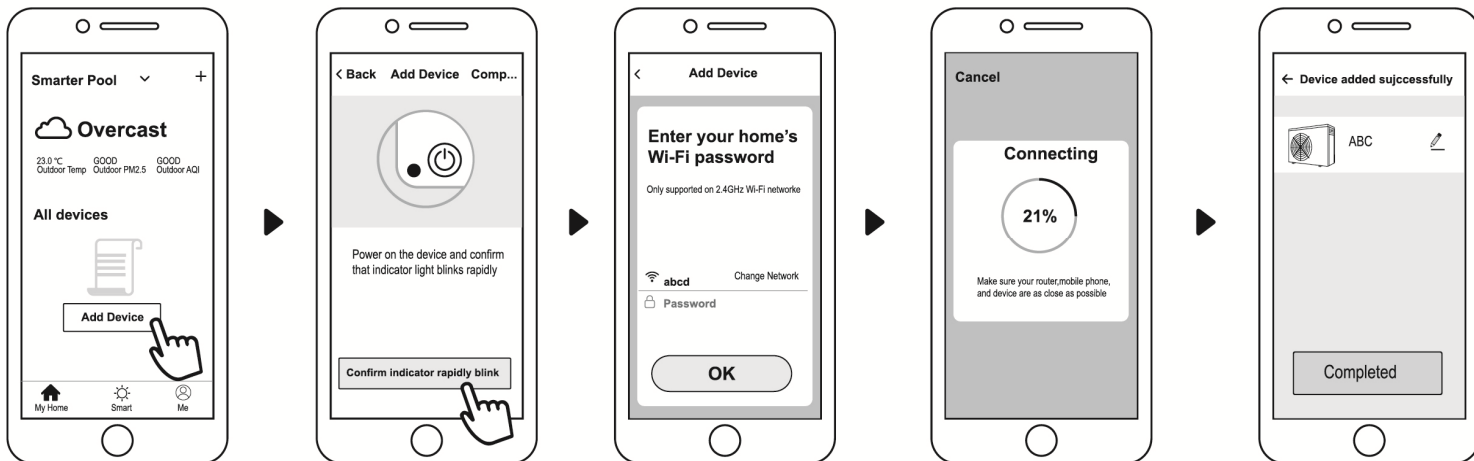 Smarter Pool
+
Overcast
23.0 ℃ GOOD GOOD
Outdoor Temp Outdoor PM2.5 Outdoor AQI
All devices
Add Device
My Home Smart Me
< Back Add Device Comp...
Power on the device and confirm
that indicator light blinks rapidly
Confirm indicator rapidly blink
< Add Device
Enter your home's
Wi-Fi password
Only supported on 2.4GHz Wi-Fi networke
abcd Change Network
Password
OK
Cancel
Connecting
21%
Make sure your router,mobile phone,
and device are as close as possible
← Device added sujccessfully
ABC
Completed